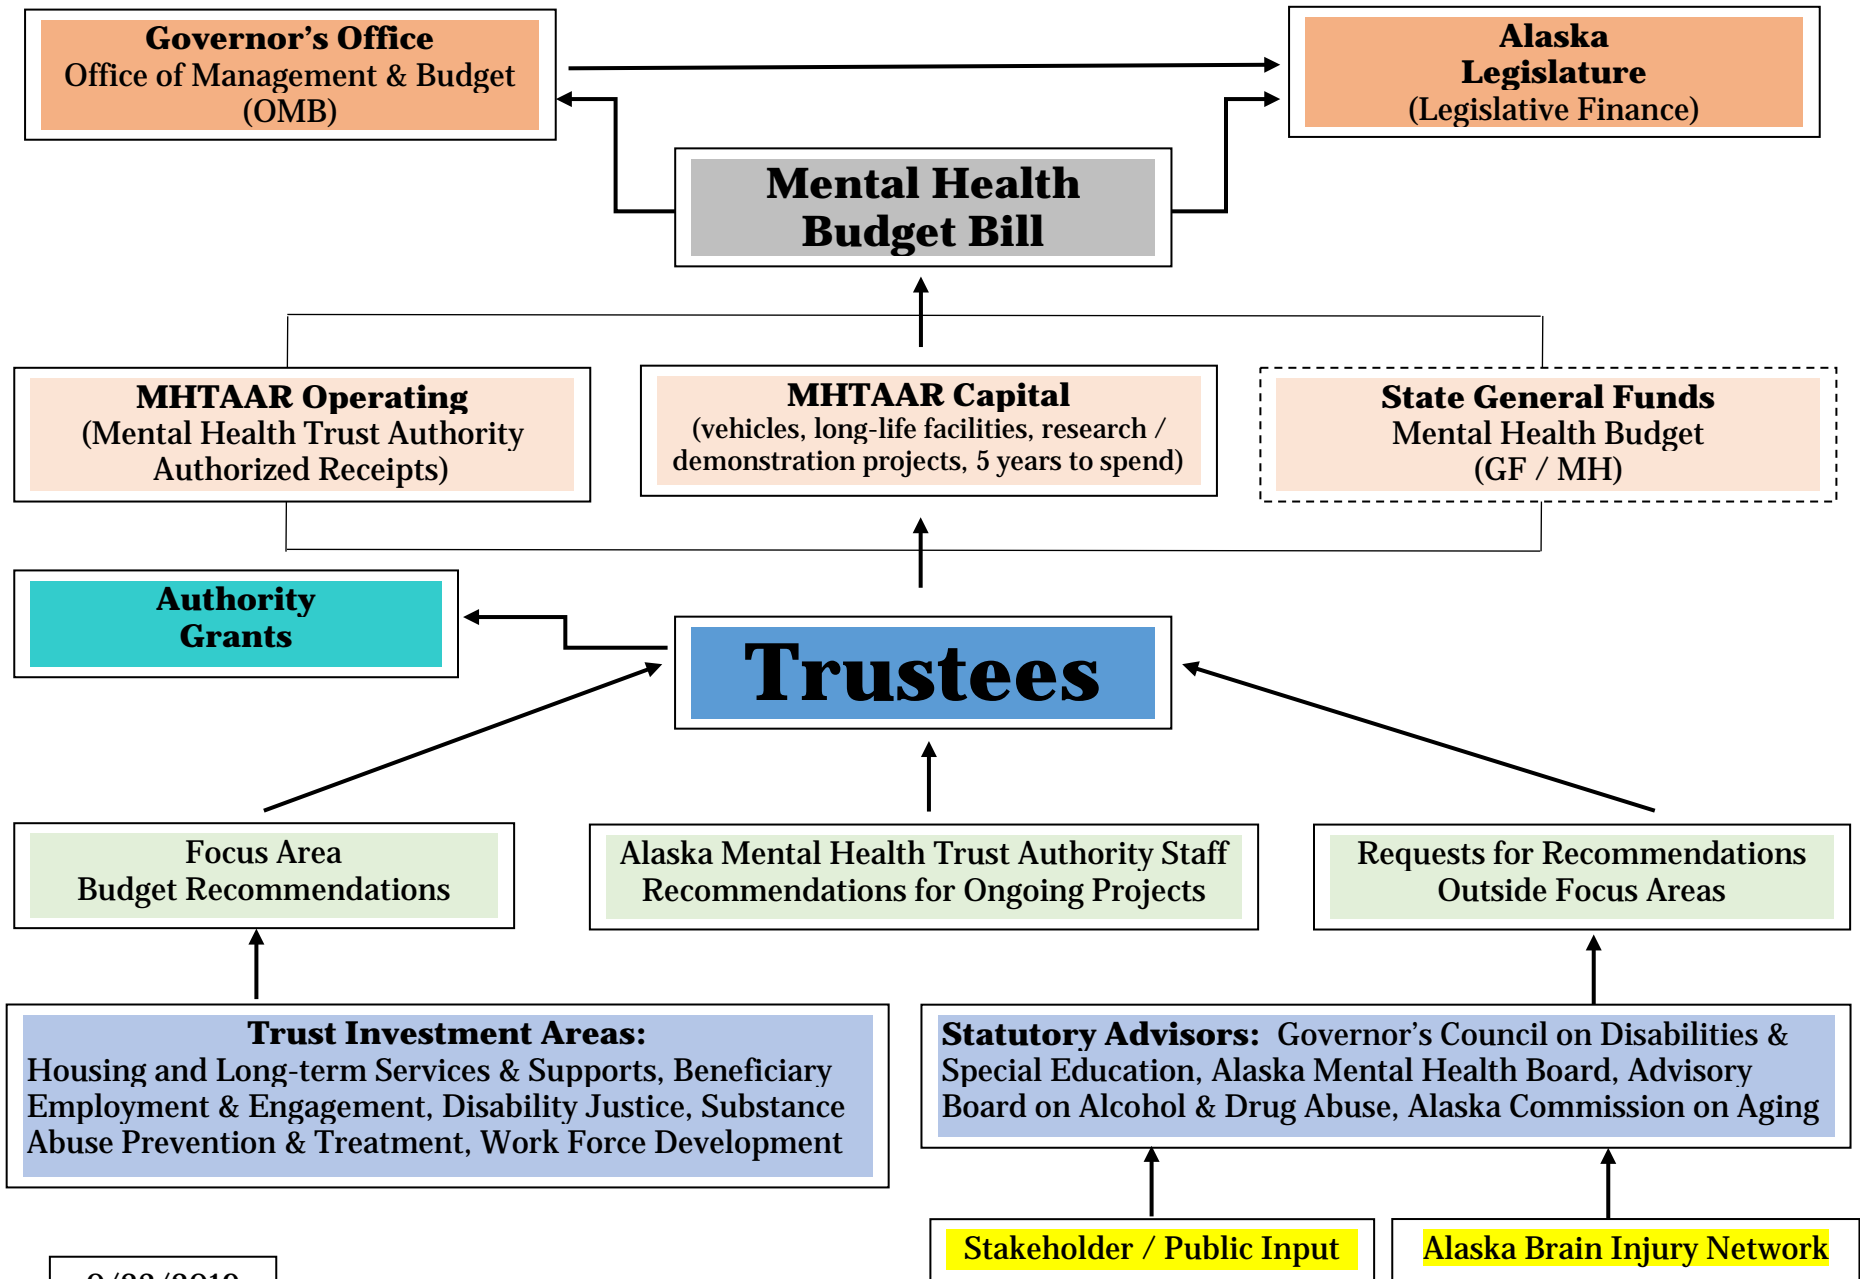 Governor's Office
Office of Management & Budget
(OMB)
Alaska
Legislature
(Legislative Finance)
Mental Health
Budget Bill
MHTAAR Operating
(Mental Health Trust Authority
Authorized Receipts)
MHTAAR Capital
(vehicles, long-life facilities, research /
demonstration projects, 5 years to spend)
State General Funds
Mental Health Budget
(GF / MH)
Authority
Grants
Trustees
Focus Area
Budget Recommendations
Alaska Mental Health Trust Authority Staff
Recommendations for Ongoing Projects
Requests for Recommendations
Outside Focus Areas
Trust Investment Areas:
Housing and Long-term Services & Supports, Beneficiary
Employment & Engagement, Disability Justice, Substance
Abuse Prevention & Treatment, Work Force Development
Statutory Advisors: Governor's Council on Disabilities &
Special Education, Alaska Mental Health Board, Advisory
Board on Alcohol & Drug Abuse, Alaska Commission on Aging
Stakeholder / Public Input
Alaska Brain Injury Network